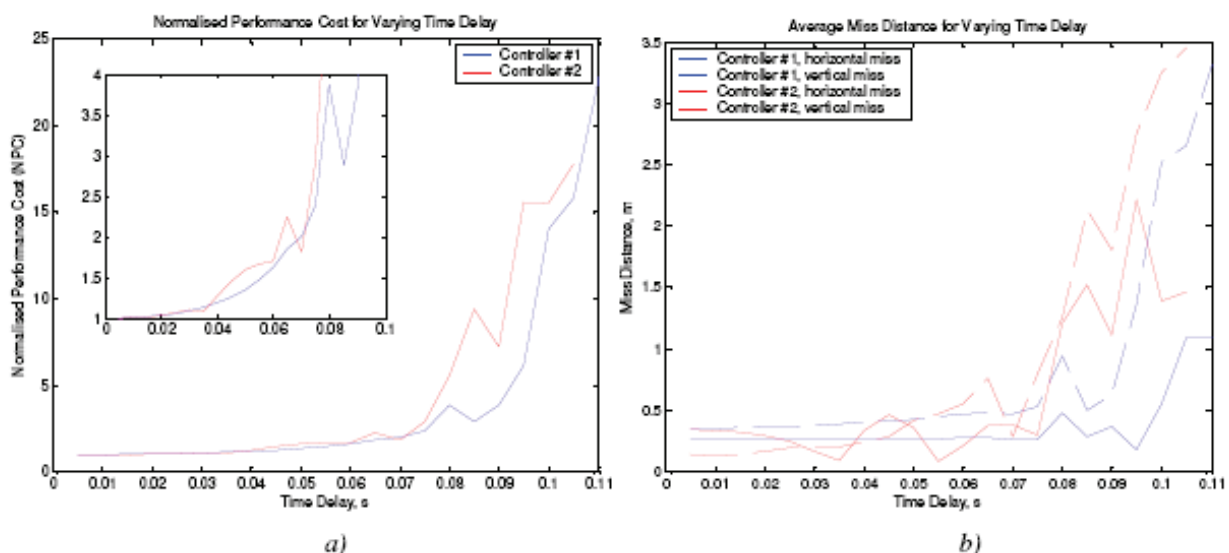 Normalised Performance Cost for Varying Time Delay
25
20
15
10
5
0
Normalised Performance Cost (NPC)
Controller #1
Controller #2
4
3.5
3
2.5
2
1.5
1
0 0.02 0.04 0.06 0.08 0.1
0 0.01 0.02 0.03 0.04 0.05 0.06 0.07 0.08 0.09 0.1 0.11
Time Delay, s
a)
Average Miss Distance for Varying Time Delay
3.5
3
2.5
2
1.5
1
0.5
0
Miss Distance, m
Controller #1, horizontal miss
Controller #1, vertical miss
Controller #2, horizontal miss
Controller #2, vertical miss
0 0.01 0.02 0.03 0.04 0.05 0.06 0.07 0.08 0.09 0.1 0.11
Time Delay, s
b)